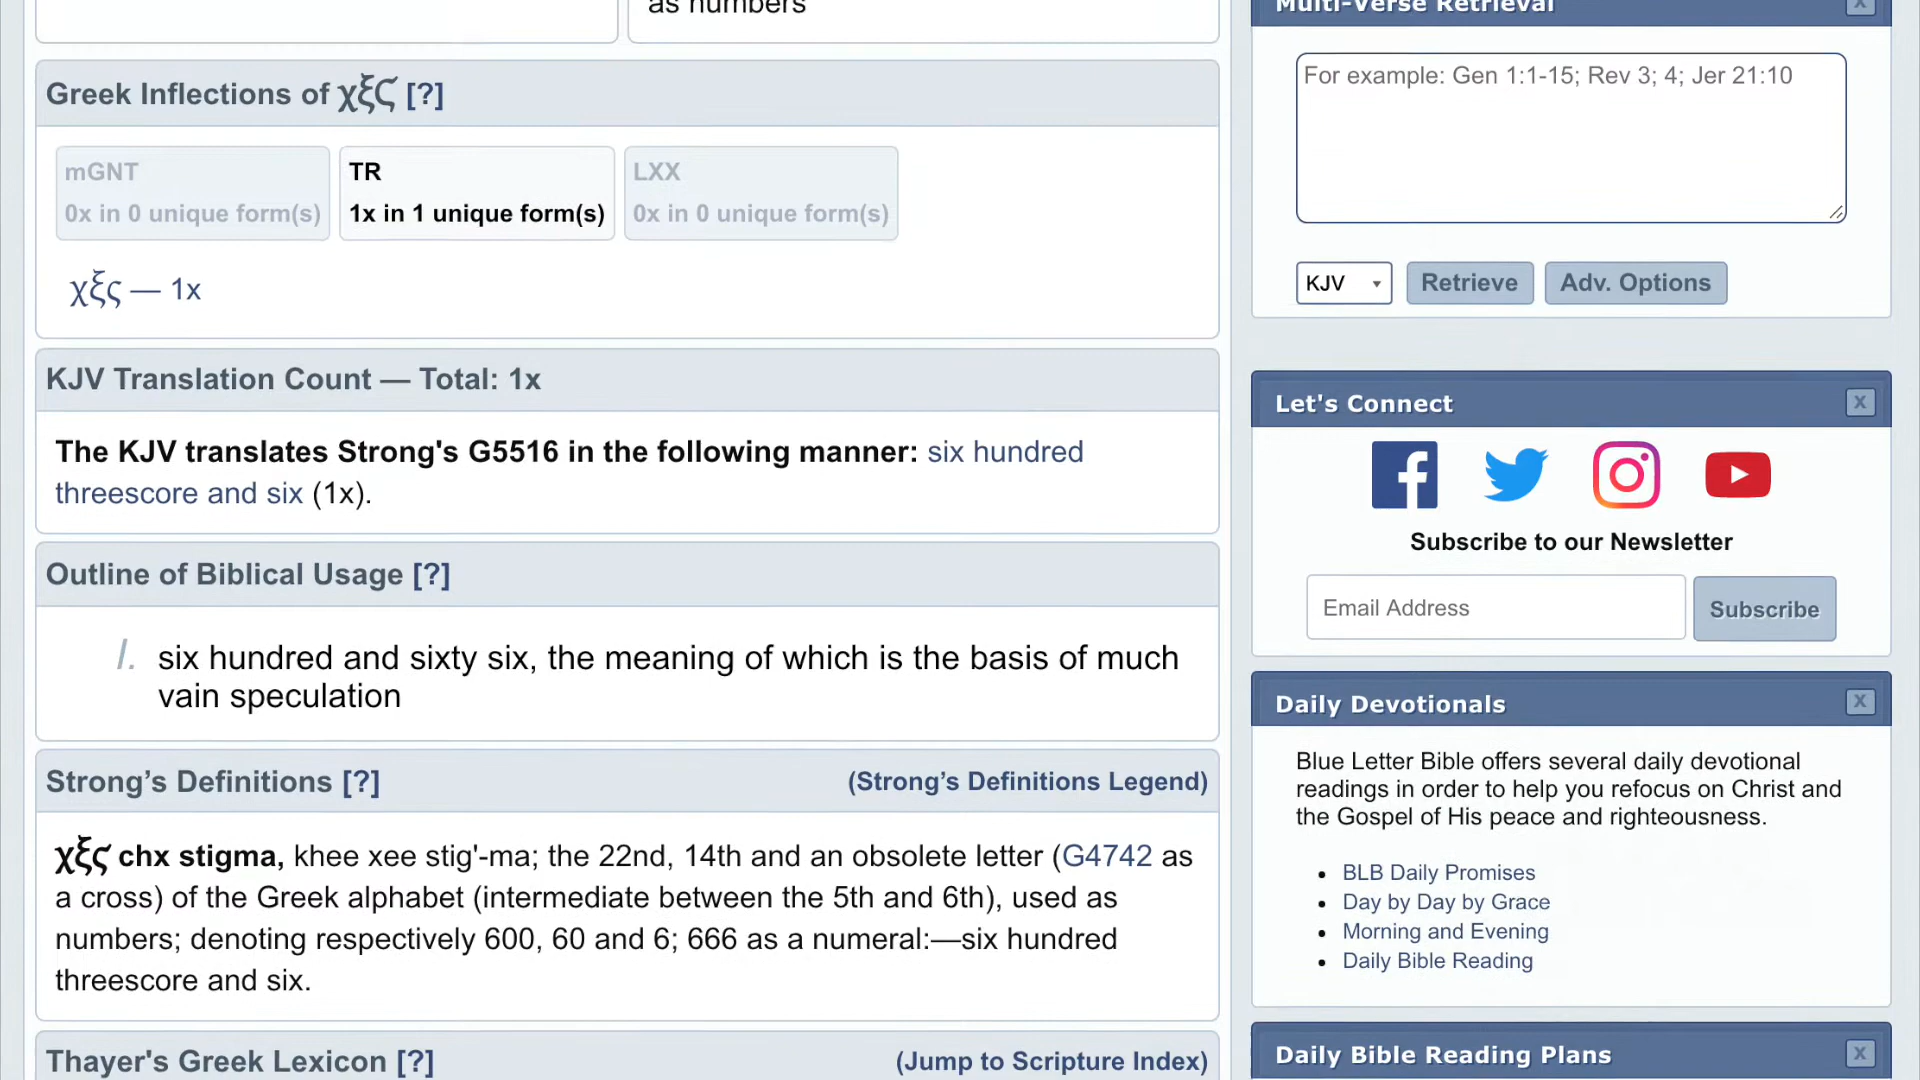 as numbers
Greek Inflections of χξϚ [?]
mGNT
0x in 0 unique form(s)
TR
1x in 1 unique form(s)
LXX
0x in 0 unique form(s)
χξς — 1x
KJV Translation Count — Total: 1x
The KJV translates Strong's G5516 in the following manner: six hundred
threescore and six (1x).
Outline of Biblical Usage [?]
I. six hundred and sixty six, the meaning of which is the basis of much
vain speculation
Strong’s Definitions [?] (Strong’s Definitions Legend)
χξϛ chx stigma, khee xee stig'-ma; the 22nd, 14th and an obsolete letter (G4742 as
a cross) of the Greek alphabet (intermediate between the 5th and 6th), used as
numbers; denoting respectively 600, 60 and 6; 666 as a numeral:—six hundred
threescore and six.
Thayer's Greek Lexicon [?] (Jump to Scripture Index)
Multi-Verse Retrieval x
For example: Gen 1:1-15; Rev 3; 4; Jer 21:10
KJV Retrieve Adv. Options
Let's Connect x
Subscribe to our Newsletter
Email Address Subscribe
Daily Devotionals x
Blue Letter Bible offers several daily devotional
readings in order to help you refocus on Christ and
the Gospel of His peace and righteousness.
• BLB Daily Promises
• Day by Day by Grace
• Morning and Evening
• Daily Bible Reading
Daily Bible Reading Plans x